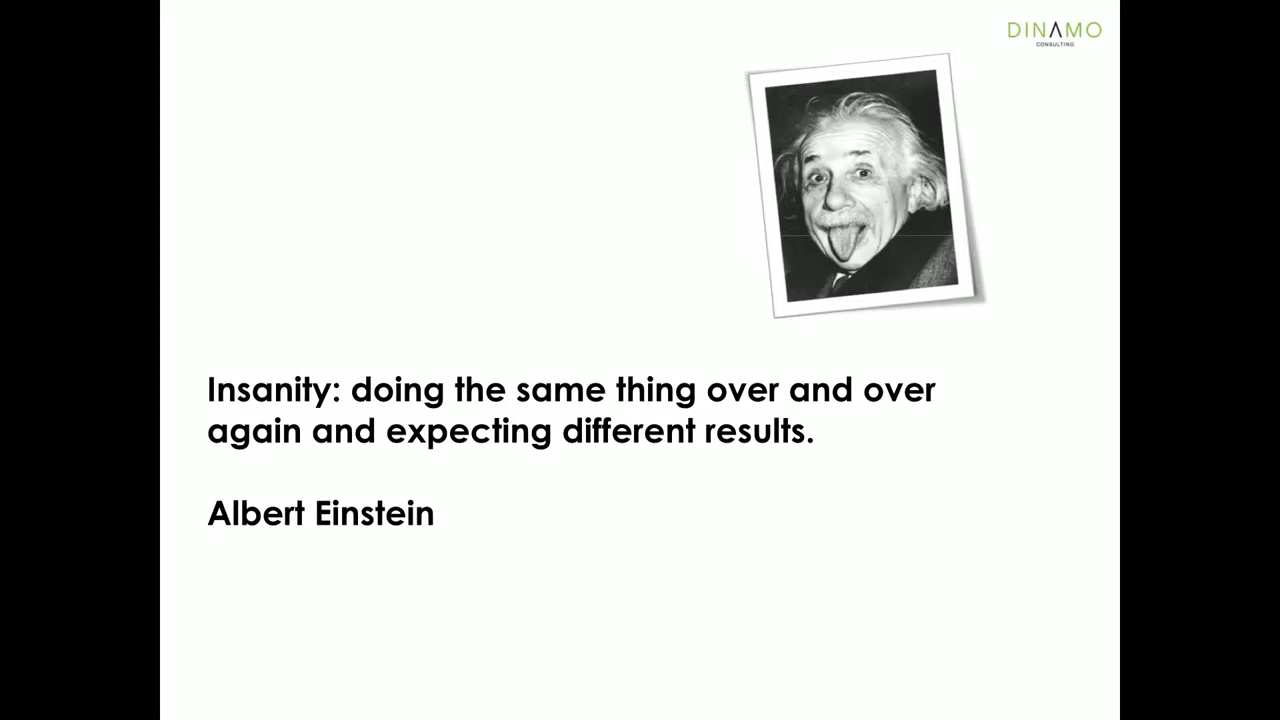 DINAMO
CONSULTING
Insanity: doing the same thing over and over
again and expecting different results.
Albert Einstein